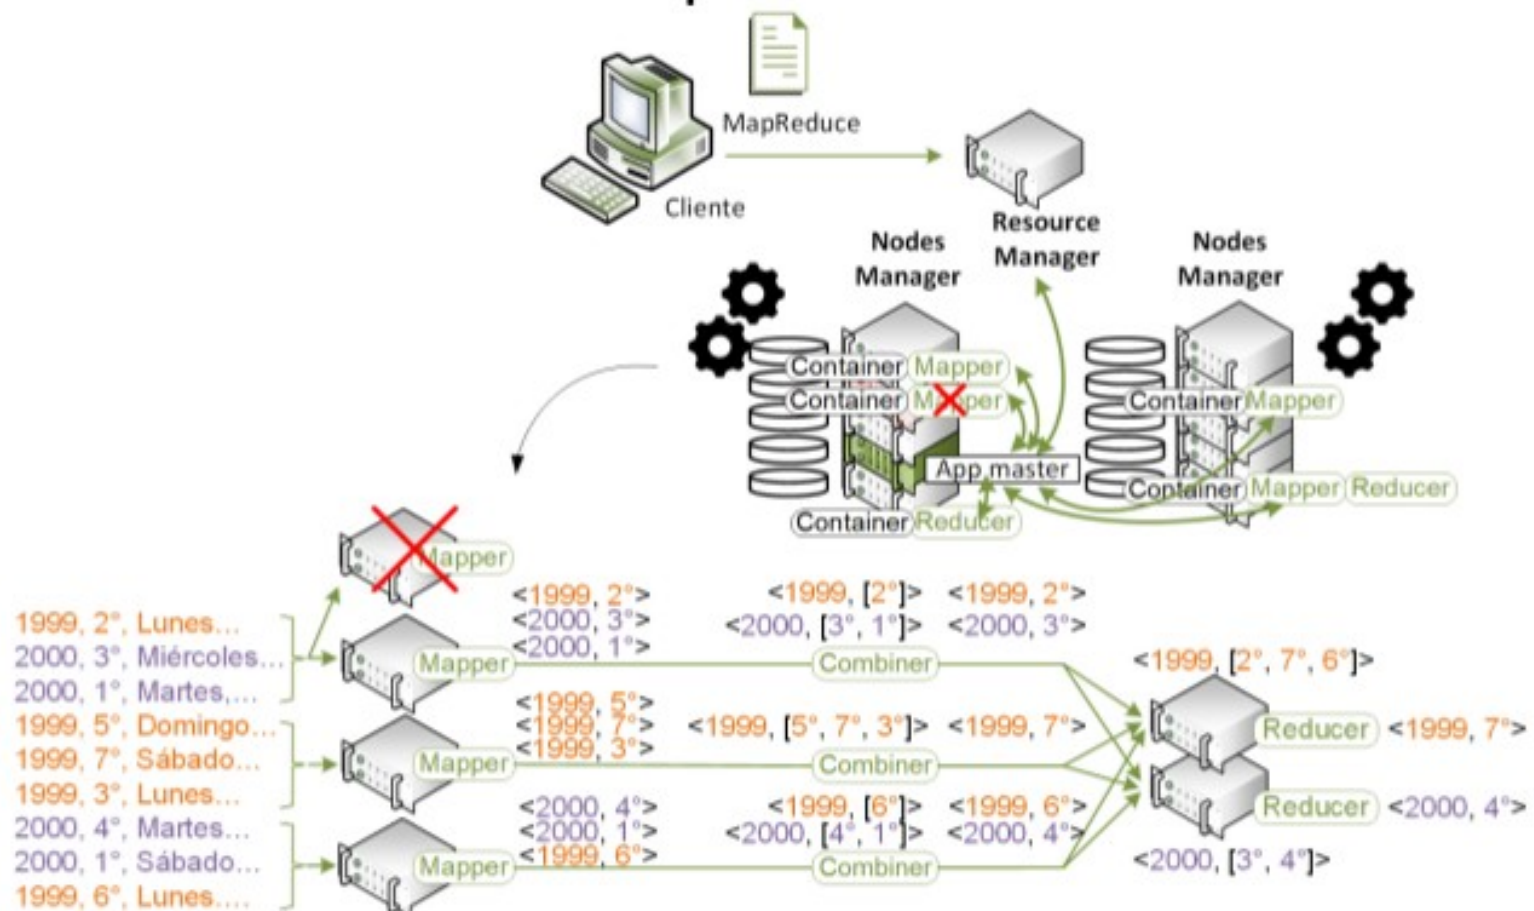 MapReduce
Cliente
Resource
Manager
Nodes
Manager
Nodes
Manager
Container Mapper
Container Mapper
Container Mapper
App master
Container Mapper Reducer
Container Reducer
Mapper
1999, 2°, Lunes...
2000, 3°, Miércoles...
2000, 1°, Martes,...
1999, 5°, Domingo...
1999, 7°, Sábado...
1999, 3°, Lunes...
2000, 4°, Martes...
2000, 1°, Sábado...
1999, 6°, Lunes....
<1999, 2°>
<2000, 3°>
<2000, 1°>
<1999, [2°]> <1999, 2°>
<2000, [3°, 1°]> <2000, 3°>
Mapper Combiner
<1999, 5°>
<1999, 7°>
<1999, 3°>
<1999, [5°, 7°, 3°]> <1999, 7°>
Mapper Combiner
<2000, 4°>
<2000, 1°>
<1999, 6°>
<1999, [6°]> <1999, 6°>
<2000, [4°, 1°]> <2000, 4°>
Mapper Combiner
<1999, [2°, 7°, 6°]>
Reducer <1999, 7°>
Reducer <2000, 4°>
<2000, [3°, 4°]>